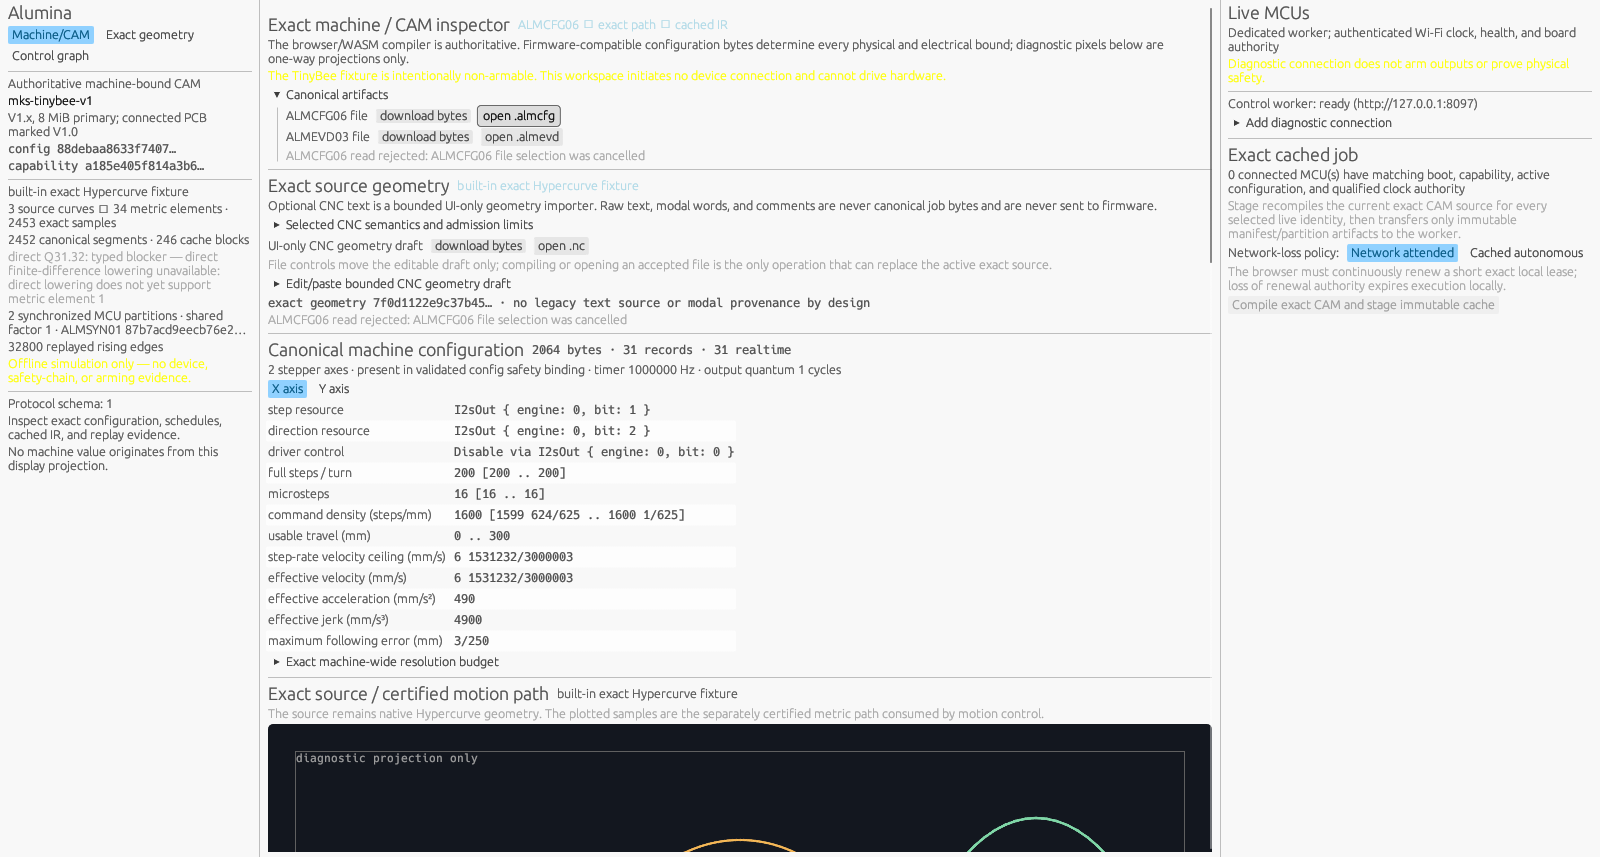 Alumina
Machine/CAM Exact geometry
Control graph
Authoritative machine-bound CAM
mks-tinybee-v1
V1.x, 8 MiB primary; connected PCB
marked V1.0
config 88debaa8633f7407…
capability a185e405f814a3b6…
built-in exact Hypercurve fixture
3 source curves □ 34 metric elements ·
2453 exact samples
2452 canonical segments · 246 cache blocks
direct Q31.32: typed blocker — direct
finite-difference lowering unavailable:
direct lowering does not yet support
metric element 1
2 synchronized MCU partitions · shared
factor 1 · ALMSYN01 87b7acd9eecb76e2…
32800 replayed rising edges
Offline simulation only — no device,
safety-chain, or arming evidence.
Protocol schema: 1
Inspect exact configuration, schedules,
cached IR, and replay evidence.
No machine value originates from this
display projection.
Exact machine / CAM inspector ALMCFG06 □ exact path □ cached IR
The browser/WASM compiler is authoritative. Firmware-compatible configuration bytes determine every physical and electrical bound; diagnostic pixels below are
one-way projections only.
The TinyBee fixture is intentionally non-armable. This workspace initiates no device connection and cannot drive hardware.
▼ Canonical artifacts
ALMCFG06 file download bytes open .almcfg
ALMEVD03 file download bytes open .almevd
ALMCFG06 read rejected: ALMCFG06 file selection was cancelled
Exact source geometry built-in exact Hypercurve fixture
Optional CNC text is a bounded UI-only geometry importer. Raw text, modal words, and comments are never canonical job bytes and are never sent to firmware.
▶ Selected CNC semantics and admission limits
UI-only CNC geometry draft download bytes open .nc
File controls move the editable draft only; compiling or opening an accepted file is the only operation that can replace the active exact source.
▶ Edit/paste bounded CNC geometry draft
exact geometry 7f0d1122e9c37b45… · no legacy text source or modal provenance by design
ALMCFG06 read rejected: ALMCFG06 file selection was cancelled
Canonical machine configuration 2064 bytes · 31 records · 31 realtime
2 stepper axes · present in validated config safety binding · timer 1000000 Hz · output quantum 1 cycles
X axis Y axis
step resource I2sOut { engine: 0, bit: 1 }
direction resource I2sOut { engine: 0, bit: 2 }
driver control Disable via I2sOut { engine: 0, bit: 0 }
full steps / turn 200 [200 .. 200]
microsteps 16 [16 .. 16]
command density (steps/mm) 1600 [1599 624/625 .. 1600 1/625]
usable travel (mm) 0 .. 300
step-rate velocity ceiling (mm/s) 6 1531232/3000003
effective velocity (mm/s) 6 1531232/3000003
effective acceleration (mm/s²) 490
effective jerk (mm/s³) 4900
maximum following error (mm) 3/250
▶ Exact machine-wide resolution budget
Exact source / certified motion path built-in exact Hypercurve fixture
The source remains native Hypercurve geometry. The plotted samples are the separately certified metric path consumed by motion control.
diagnostic projection only
Live MCUs
Dedicated worker; authenticated Wi-Fi clock, health, and board
authority
Diagnostic connection does not arm outputs or prove physical
safety.
Control worker: ready (http://127.0.0.1:8097)
▶ Add diagnostic connection
Exact cached job
0 connected MCU(s) have matching boot, capability, active
configuration, and qualified clock authority
Stage recompiles the current exact CAM source for every
selected live identity, then transfers only immutable
manifest/partition artifacts to the worker.
Network-loss policy: Network attended Cached autonomous
The browser must continuously renew a short exact local lease;
loss of renewal authority expires execution locally.
Compile exact CAM and stage immutable cache